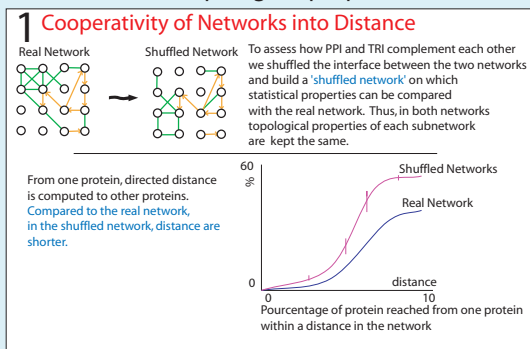 1 Cooperativity of Networks into Distance
Real Network
Shuffled Network
To assess how PPI and TRI complement each other
we shuffled the interface between the two networks
and build a 'shuffled network' on which
statistical properties can be compared
with the real network. Thus, in both networks
topological properties of each subnetwork
are kept the same.
From one protein, directed distance
is computed to other proteins.
Compared to the real network,
in the shuffled network, distance are
shorter.
60
%
Shuffled Networks
Real Network
distance
0
0
10
Pourcentage of protein reached from one protein
within a distance in the network